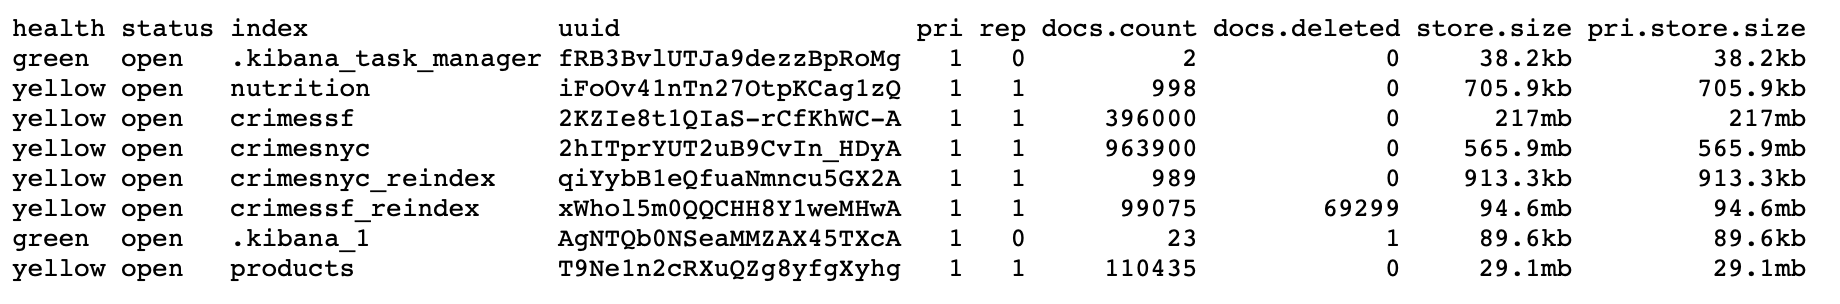 health status index                uuid                   pri rep docs.count docs.deleted store.size pri.store.size
green  open   .kibana_task_manager fRB3BvlUTJa9dezzBpRoMg   1   0          2            0     38.2kb         38.2kb
yellow open   nutrition            iFoOv41nTn27OtpKCag1zQ   1   1        998            0    705.9kb        705.9kb
yellow open   crimessf             2KZIe8t1QIaS-rCfKhWC-A   1   1     396000            0      217mb          217mb
yellow open   crimesnyc            2hITprYUT2uB9CvIn_HDyA   1   1     963900            0    565.9mb        565.9mb
yellow open   crimesnyc_reindex    qiYybB1eQfuaNmncu5GX2A   1   1        989            0    913.3kb        913.3kb
yellow open   crimessf_reindex     xWhol5m0QQCHH8Y1weMHwA   1   1      99075        69299     94.6mb         94.6mb
green  open   .kibana_1            AgNTQb0NSeaMMZAX45TXcA   1   0         23            1     89.6kb         89.6kb
yellow open   products             T9Ne1n2cRXuQZg8yfgXyhg   1   1     110435            0     29.1mb         29.1mb